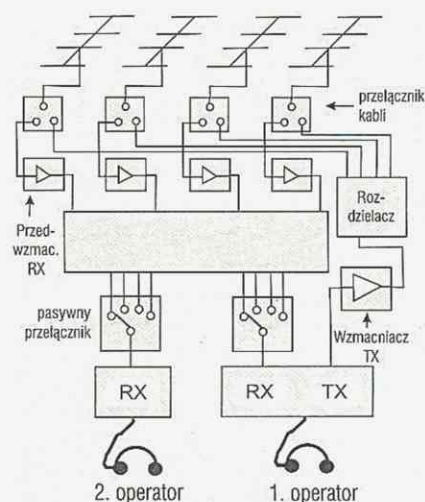 przełącznik
kabli
Roz-
dzielacz
Przed-
wzmac.
RX
pasywny
przełącznik
Wzmacniacz
TX
RX
RX TX
2. operator
1. operator